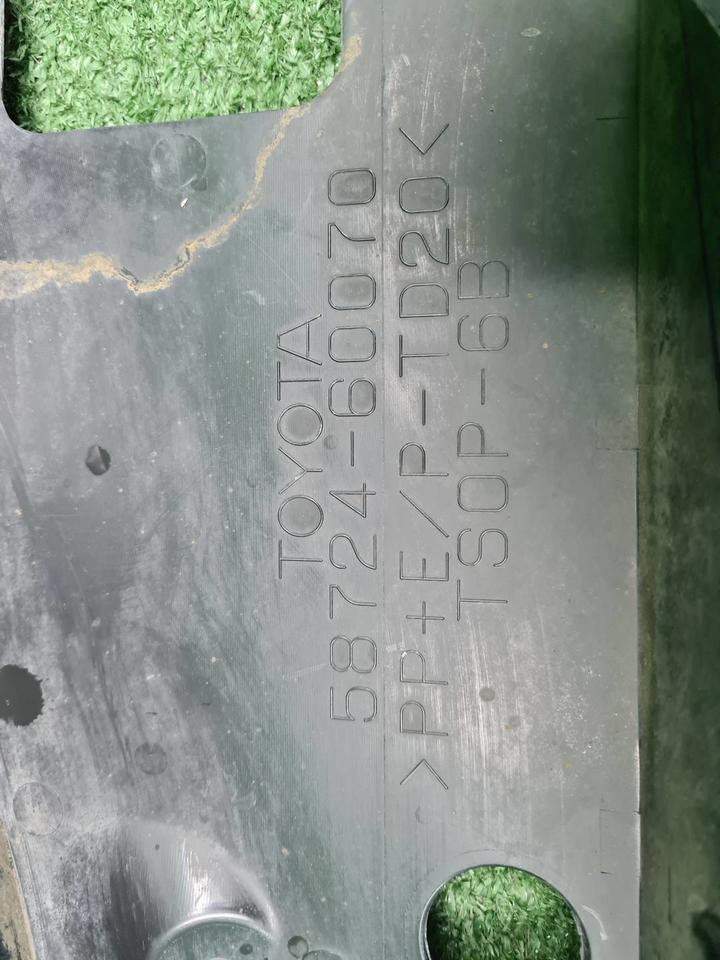 TOYOTA
58724-60070
>PP+E/P-TD20<
TSOP-6B